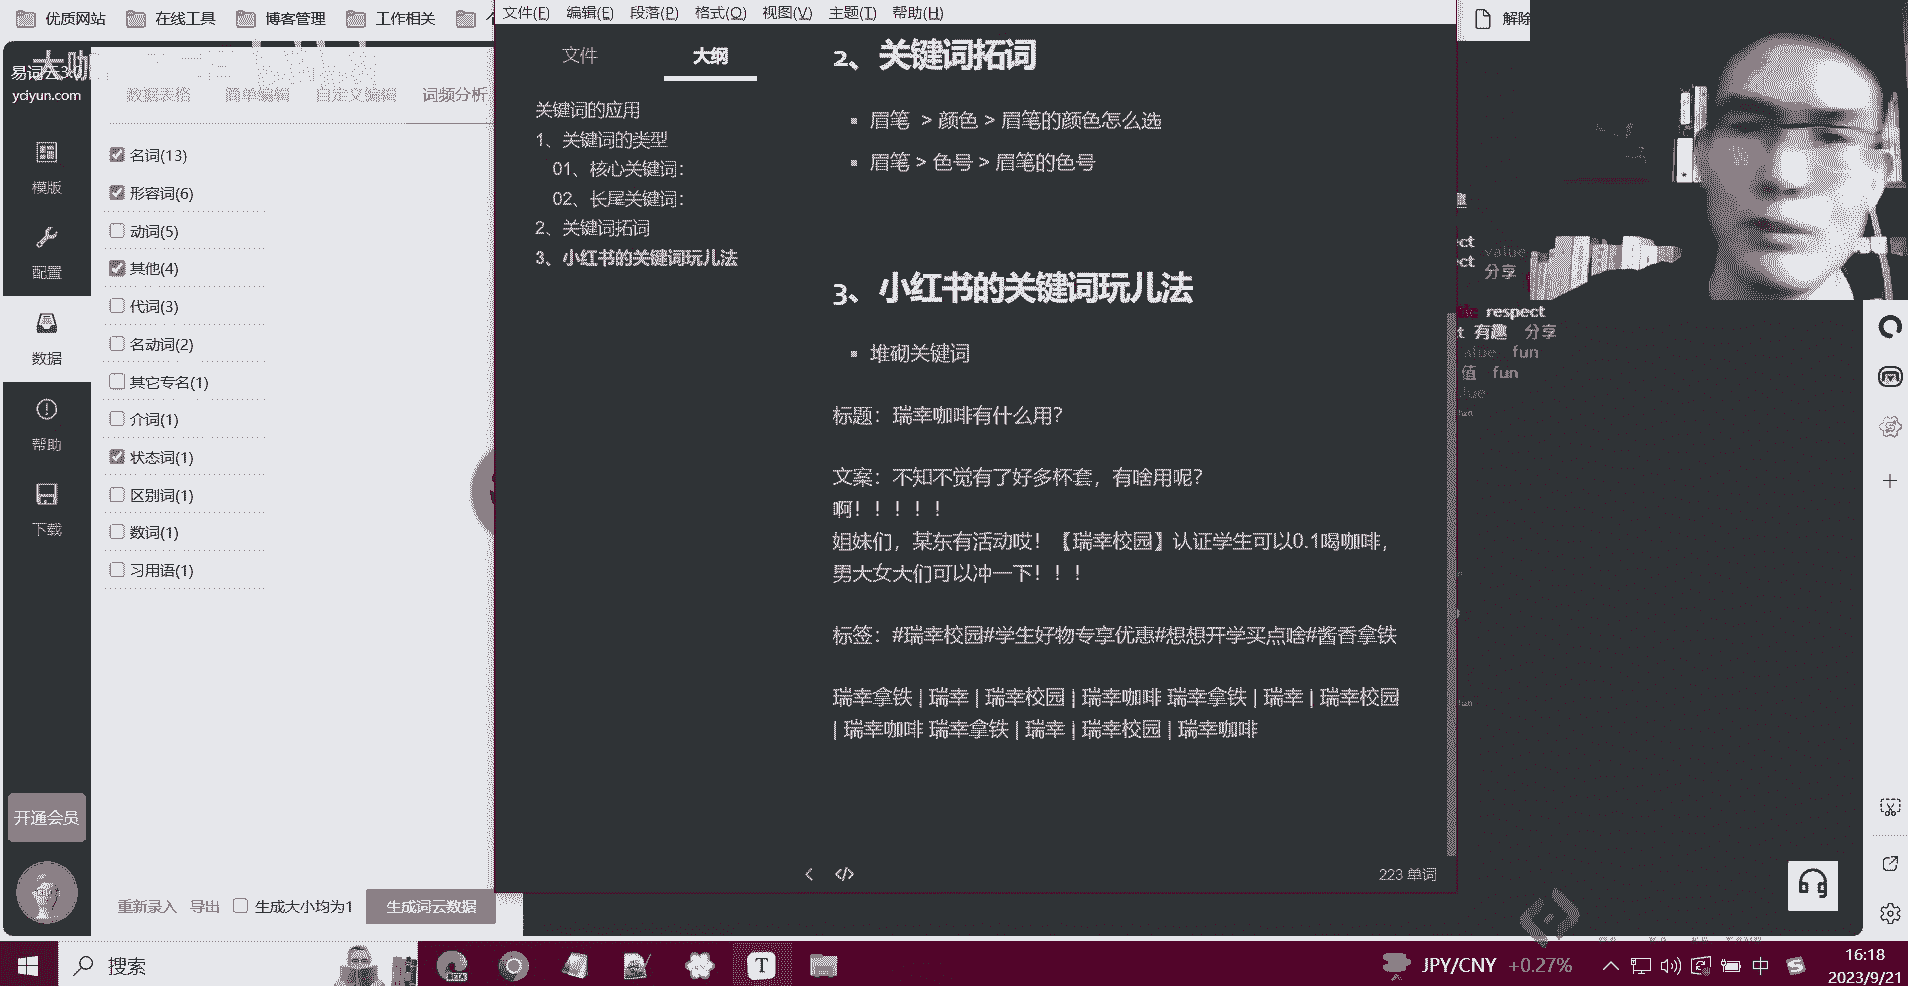 优质网站
在线工具
博客管理
工作相关
文件(F) 编辑(E) 段落(P) 格式(O) 视图(V) 主题(T) 帮助(H)
解除
易词云3.0
yciyun.com
数据表格 简单编辑 自定义编辑 词频分析
模版
配置
数据
帮助
下载
开通会员
名词(13)
形容词(6)
动词(5)
其他(4)
代词(3)
名动词(2)
其它专名(1)
介词(1)
状态词(1)
区别词(1)
数词(1)
习用语(1)
重新录入 导出 生成大小均为1 生成词云数据
文件 大纲
关键词的应用
1、关键词的类型
01、核心关键词：
02、长尾关键词：
2、关键词拓词
3、小红书的关键词玩儿法
2、关键词拓词
眉笔 > 颜色 > 眉笔的颜色怎么选
眉笔 > 色号 > 眉笔的色号
3、小红书的关键词玩儿法
堆砌关键词
标题：瑞幸咖啡有什么用？
文案：不知不觉有了好多杯套，有啥用呢？
啊！！！！！
姐妹们，某东有活动哎！【瑞幸校园】认证学生可以0.1喝咖啡，
男大女大们可以冲一下！！！
标签：#瑞幸校园#学生好物专享优惠#想想开学买点啥#酱香拿铁
瑞幸拿铁 | 瑞幸 | 瑞幸校园 | 瑞幸咖啡 瑞幸拿铁 | 瑞幸 | 瑞幸校园
| 瑞幸咖啡 瑞幸拿铁 | 瑞幸 | 瑞幸校园 | 瑞幸咖啡
223 单词
value
分享
respect
有趣 分享
fun
值 fun
搜索
JPY/CNY +0.27%
中
16:18
2023/9/21